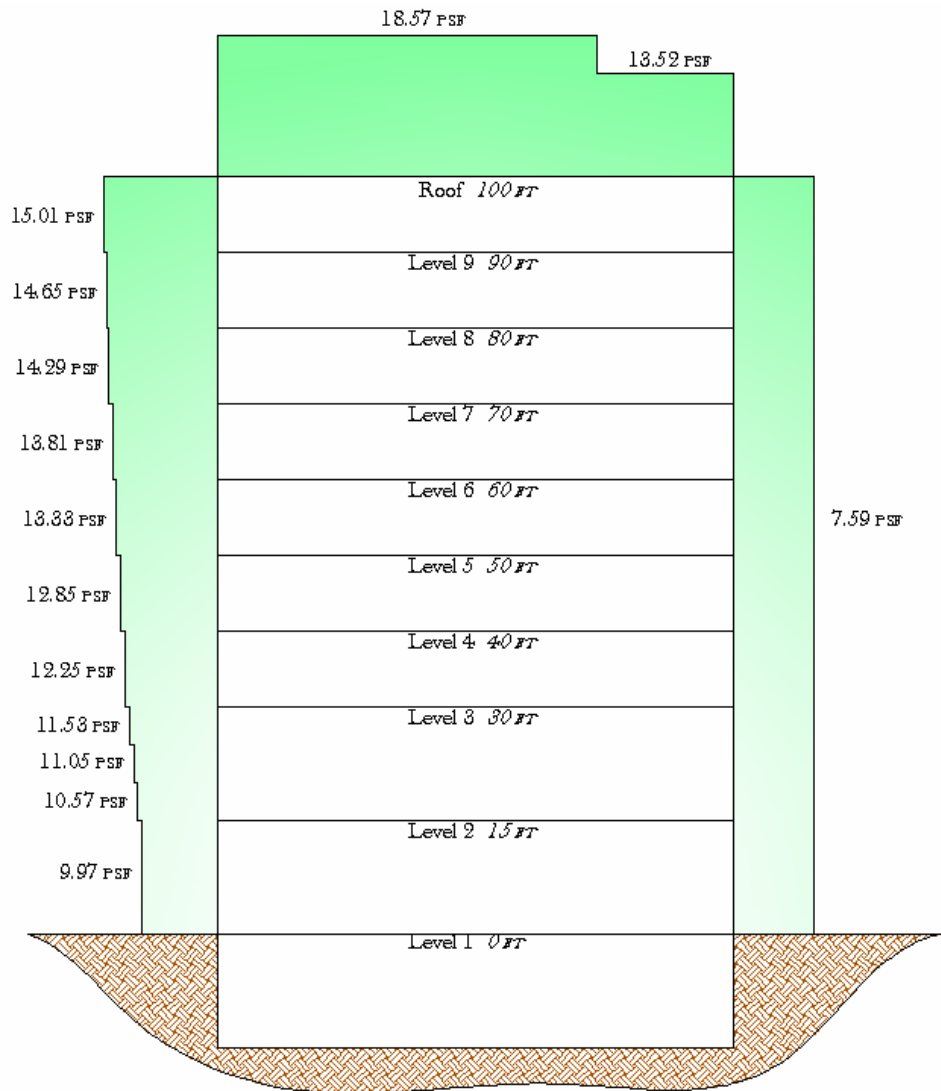 18.57 PSF
13.52 PSF
Roof 100 FT
15.01 PSF
Level 9 90 FT
14.65 PSF
Level 8 80 FT
14.29 PSF
Level 7 70 FT
13.81 PSF
Level 6 60 FT
13.33 PSF
7.59 PSF
Level 5 50 FT
12.85 PSF
Level 4 40 FT
12.25 PSF
Level 3 30 FT
11.53 PSF
11.05 PSF
10.57 PSF
Level 2 15 FT
9.97 PSF
Level 1 0 FT